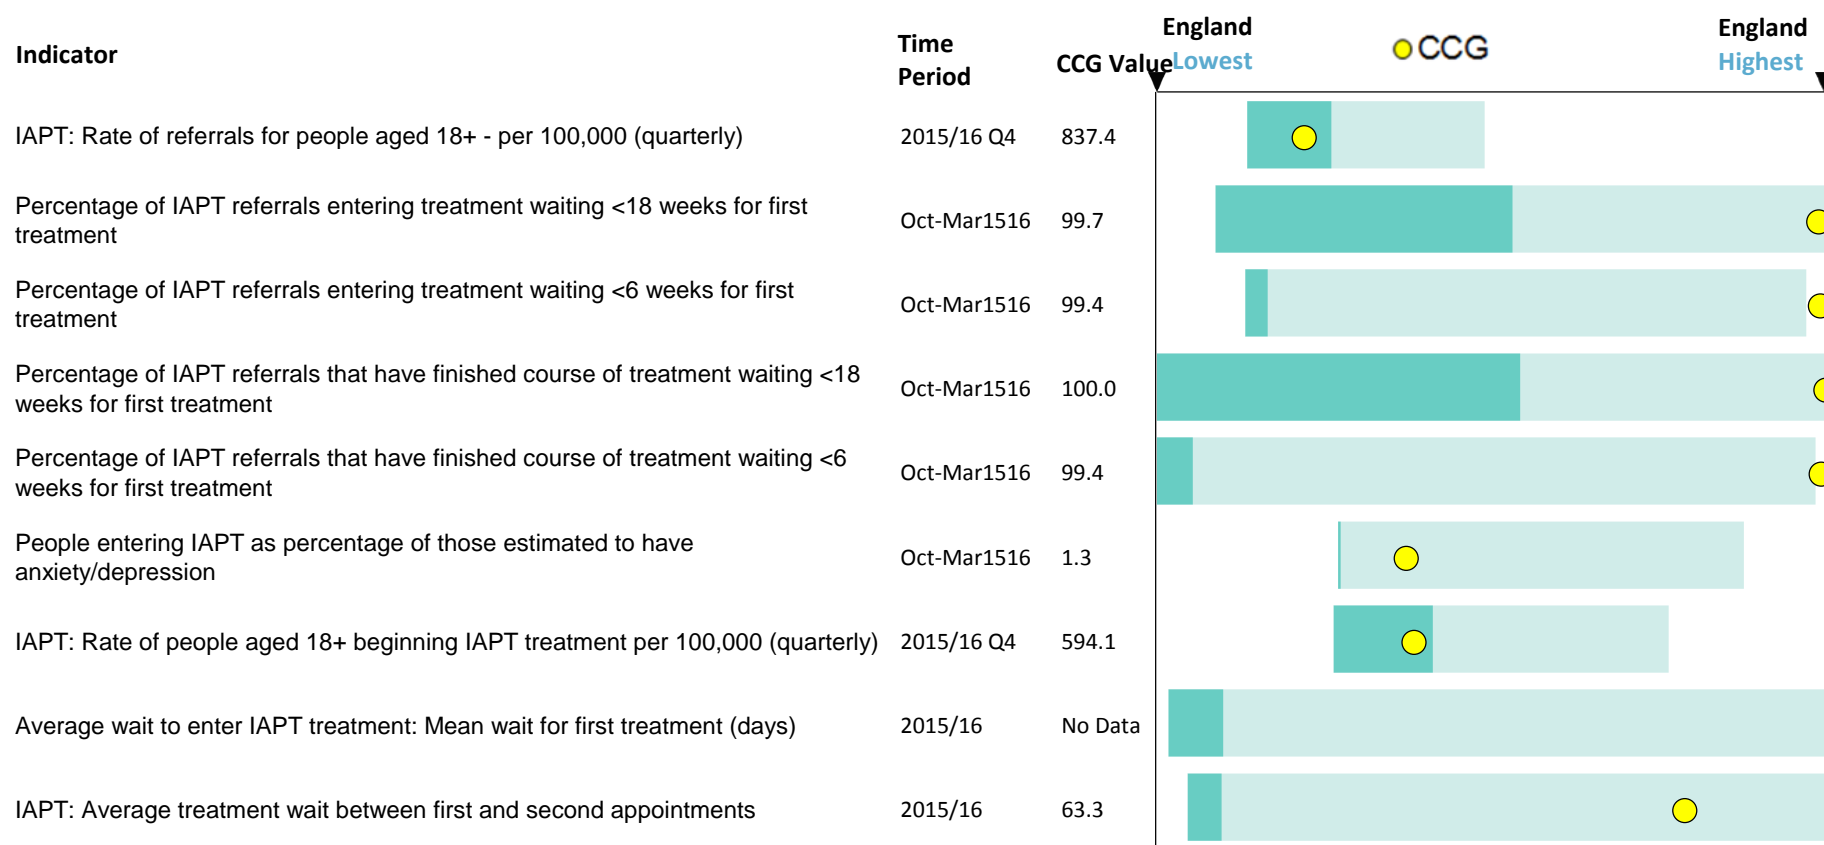 Indicator
Time
Period
CCG Value
England
Lowest
CCG
England
Highest
IAPT: Rate of referrals for people aged 18+ - per 100,000 (quarterly) 2015/16 Q4 837.4
Percentage of IAPT referrals entering treatment waiting <18 weeks for first
treatment
Oct-Mar1516 99.7
Percentage of IAPT referrals entering treatment waiting <6 weeks for first
treatment
Oct-Mar1516 99.4
Percentage of IAPT referrals that have finished course of treatment waiting <18
weeks for first treatment
Oct-Mar1516 100.0
Percentage of IAPT referrals that have finished course of treatment waiting <6
weeks for first treatment
Oct-Mar1516 99.4
People entering IAPT as percentage of those estimated to have
anxiety/depression
Oct-Mar1516 1.3
IAPT: Rate of people aged 18+ beginning IAPT treatment per 100,000 (quarterly) 2015/16 Q4 594.1
Average wait to enter IAPT treatment: Mean wait for first treatment (days) 2015/16 No Data
IAPT: Average treatment wait between first and second appointments 2015/16 63.3